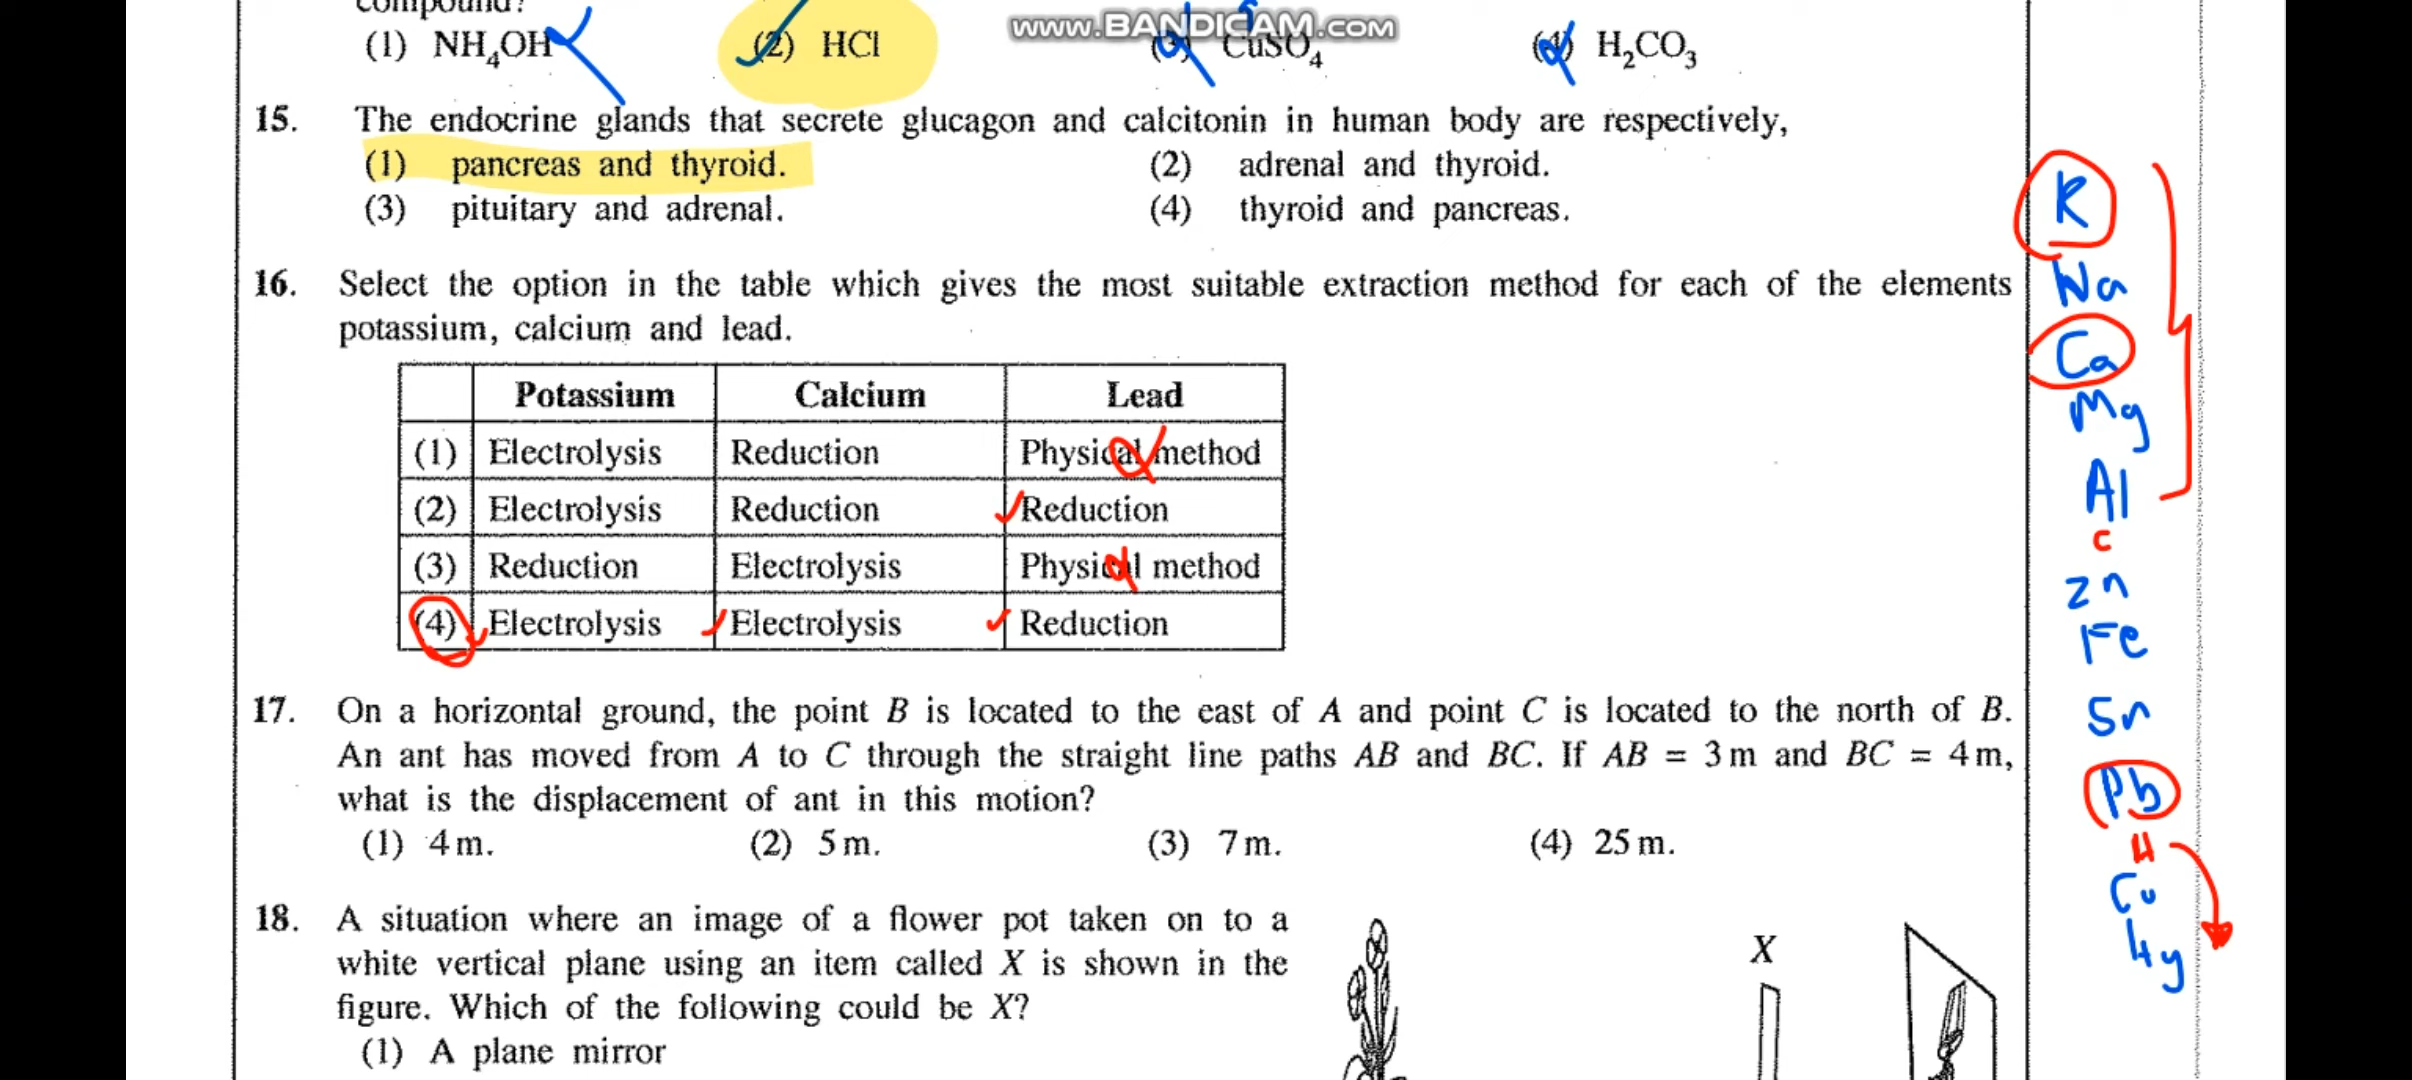 compound?
www.BANDICAM.com
(1) NH₄OH (2) HCl (3) CuSO₄ (4) H₂CO₃
15. The endocrine glands that secrete glucagon and calcitonin in human body are respectively,
(1) pancreas and thyroid. (2) adrenal and thyroid.
(3) pituitary and adrenal. (4) thyroid and pancreas.
16. Select the option in the table which gives the most suitable extraction method for each of the elements
potassium, calcium and lead.
Potassium Calcium Lead
(1) Electrolysis Reduction Physical method
(2) Electrolysis Reduction Reduction
(3) Reduction Electrolysis Physical method
(4) Electrolysis Electrolysis Reduction
17. On a horizontal ground, the point B is located to the east of A and point C is located to the north of B.
An ant has moved from A to C through the straight line paths AB and BC. If AB = 3 m and BC = 4 m,
what is the displacement of ant in this motion?
(1) 4 m. (2) 5 m. (3) 7 m. (4) 25 m.
18. A situation where an image of a flower pot taken on to a
white vertical plane using an item called X is shown in the
figure. Which of the following could be X?
(1) A plane mirror
X
K
Na
Ca
Mg
Al
C
Zn
Fe
Sn
Pb
H
Cu
Hg